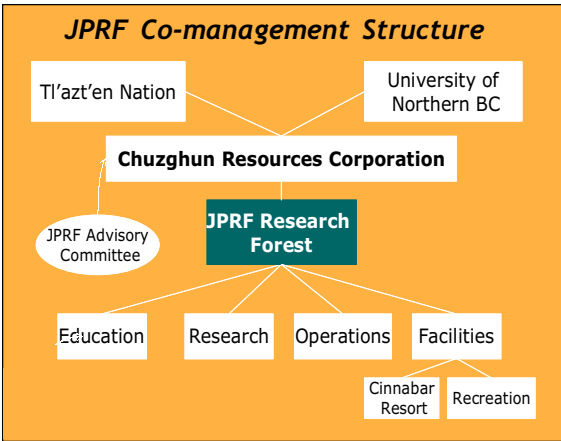 JPRF Co-management Structure
Tl'azt'en Nation
University of
Northern BC
Chuzghun Resources Corporation
JPRF Advisory
Committee
JPRF Research
Forest
Education
Research
Operations
Facilities
Cinnabar
Resort
Recreation